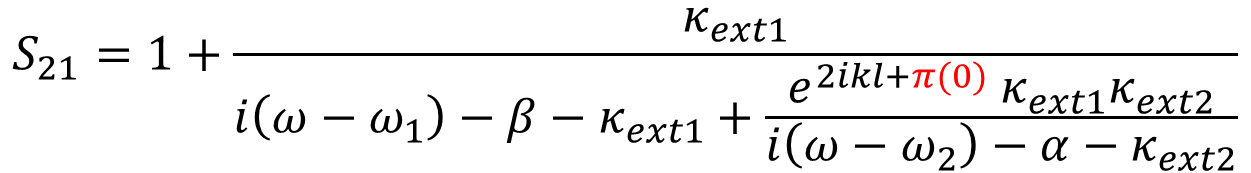 S₂₁ = 1 + κₑₓₜ₁ / (i(ω − ω₁) − β − κₑₓₜ₁ + (e^(2ikl+π(0)) κₑₓₜ₁κₑₓₜ₂) / (i(ω − ω₂) − α − κₑₓₜ₂))